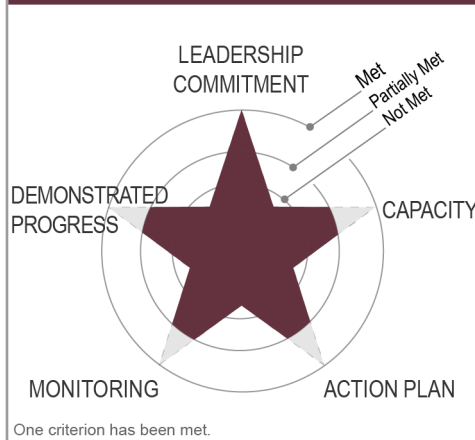 LEADERSHIP
COMMITMENT
Met
Partially Met
Not Met
DEMONSTRATED
PROGRESS
CAPACITY
MONITORING
ACTION PLAN
One criterion has been met.